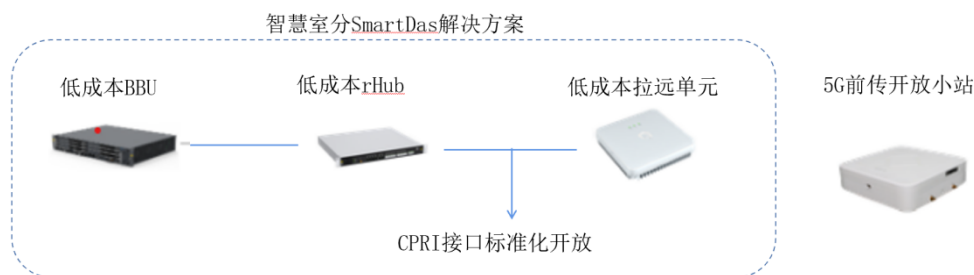 智慧室分SmartDas解决方案
低成本BBU
低成本rHub
低成本拉远单元
5G前传开放小站
CPRI接口标准化开放